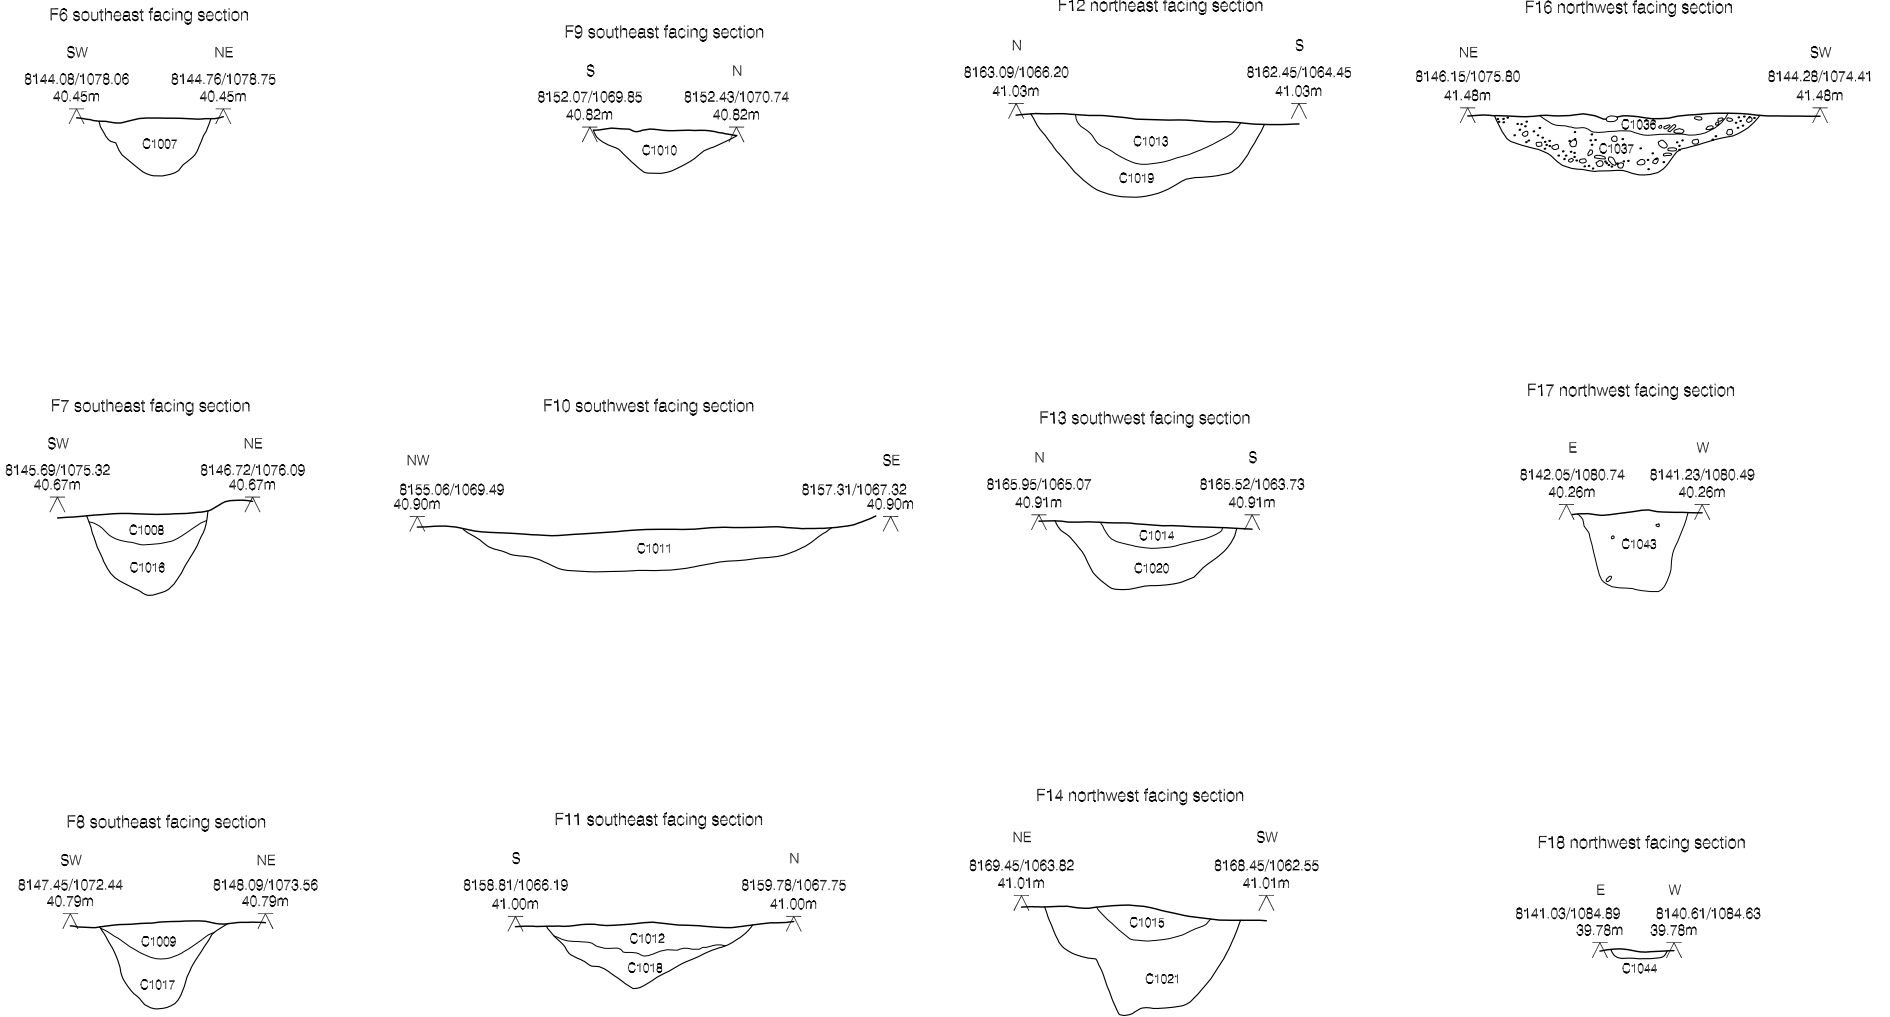 F6 southeast facing section
SW NE
8144.08/1078.06 8144.76/1078.75
40.45m 40.45m
C1007
F9 southeast facing section
S N
8152.07/1069.85 8152.43/1070.74
40.82m 40.82m
C1010
F12 northeast facing section
N S
8163.09/1066.20 8162.45/1064.45
41.03m 41.03m
C1013
C1019
F16 northwest facing section
NE SW
8146.15/1075.80 8144.28/1074.41
41.48m 41.48m
C1036
C1037
F7 southeast facing section
SW NE
8145.69/1075.32 8146.72/1076.09
40.67m 40.67m
C1008
C1016
F10 southwest facing section
NW SE
8155.06/1069.49 8157.31/1067.32
40.90m 40.90m
C1011
F13 southwest facing section
N S
8165.95/1065.07 8165.52/1063.73
40.91m 40.91m
C1014
C1020
F17 northwest facing section
E W
8142.05/1080.74 8141.23/1080.49
40.26m 40.26m
C1043
F8 southeast facing section
SW NE
8147.45/1072.44 8148.09/1073.56
40.79m 40.79m
C1009
C1017
F11 southeast facing section
S N
8158.81/1066.19 8159.78/1067.75
41.00m 41.00m
C1012
C1018
F14 northwest facing section
NE SW
8169.45/1063.82 8168.45/1062.55
41.01m 41.01m
C1015
C1021
F18 northwest facing section
E W
8141.03/1084.89 8140.61/1084.63
39.78m 39.78m
C1044